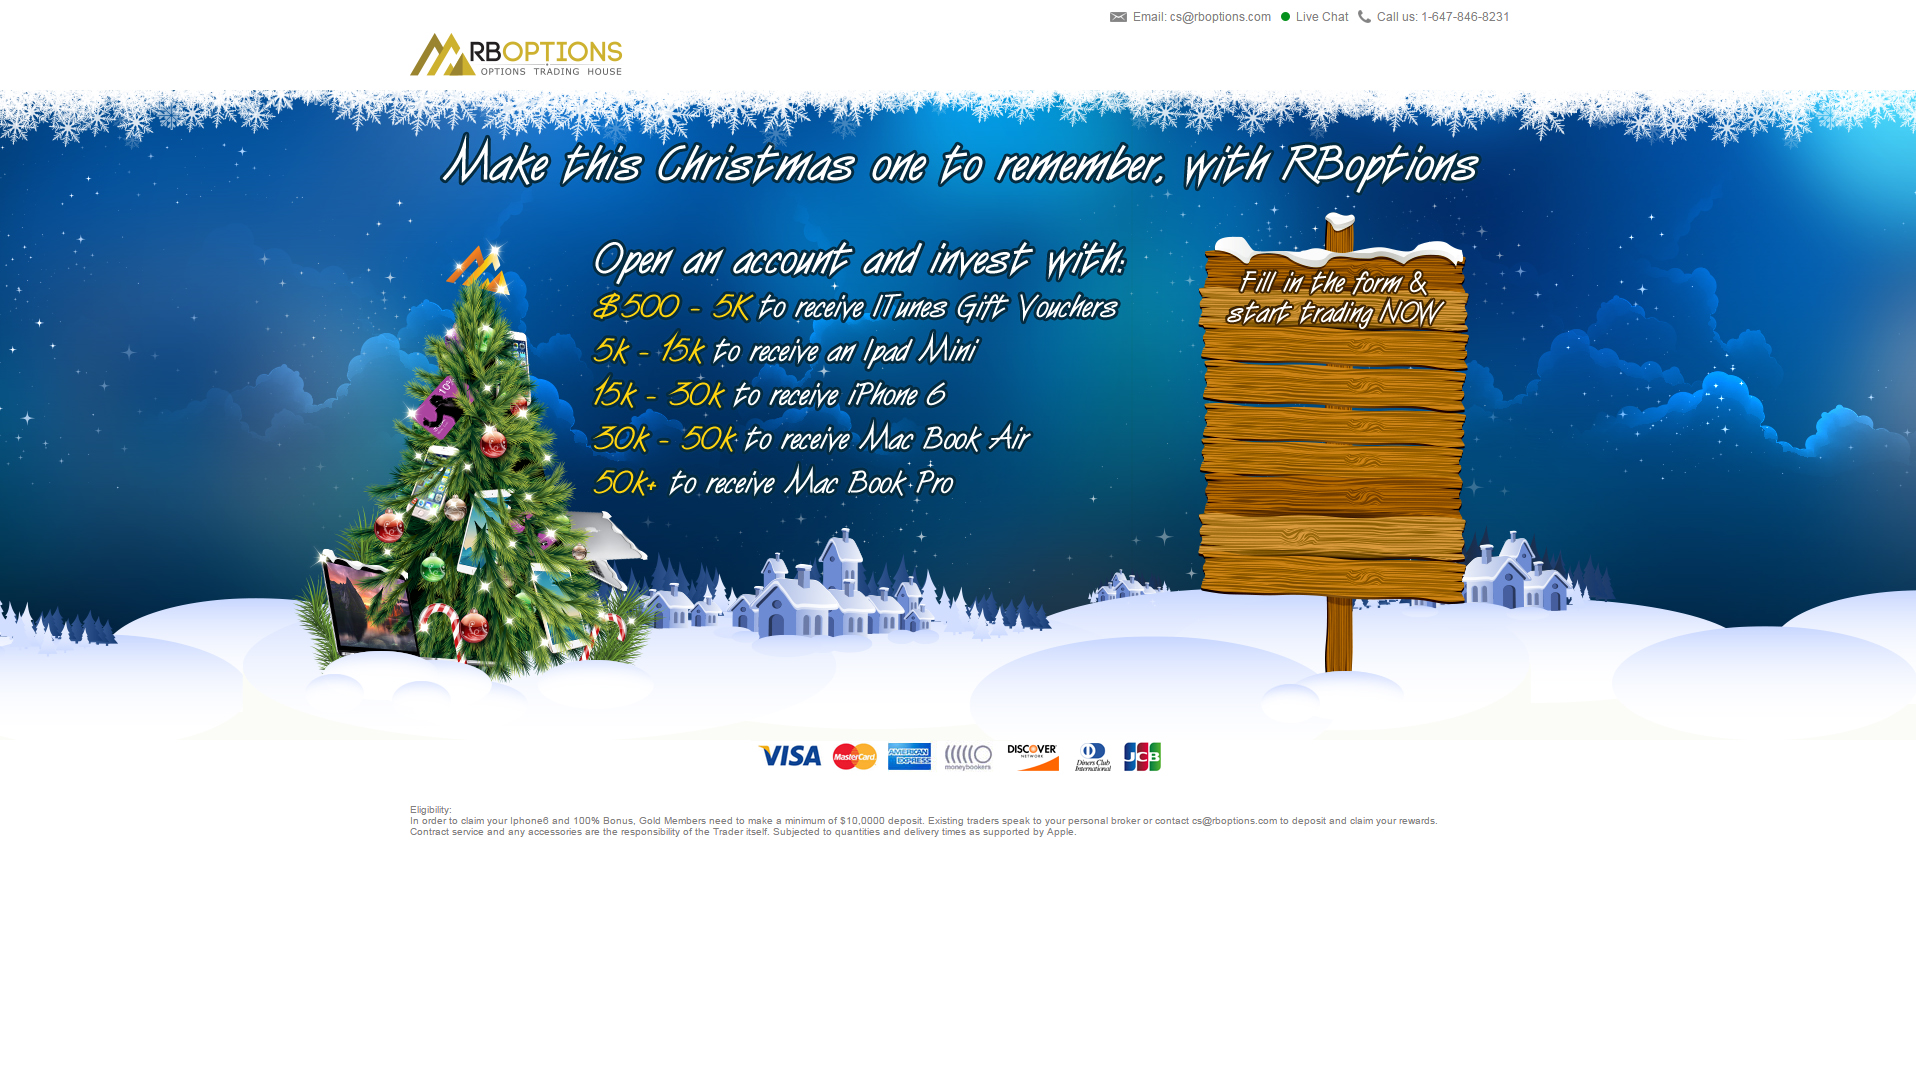 Email: cs@rboptions.com Live Chat Call us: 1-647-846-8231
RBOPTIONS
OPTIONS TRADING HOUSE
Make this Christmas one to remember, with RBoptions
Open an account and invest with:
$500 - 5K to receive ITunes Gift Vouchers
5k - 15k to receive an Ipad Mini
15k - 30k to receive iPhone 6
30k - 50k to receive Mac Book Air
50k+ to receive Mac Book Pro
Fill in the form &
start trading NOW
10%
VISA MasterCard AMERICAN EXPRESS moneybookers DISCOVER NETWORK Diners Club International JCB
Eligibility:
In order to claim your Iphone6 and 100% Bonus, Gold Members need to make a minimum of $10,0000 deposit. Existing traders speak to your personal broker or contact cs@rboptions.com to deposit and claim your rewards.
Contract service and any accessories are the responsibility of the Trader itself. Subjected to quantities and delivery times as supported by Apple.